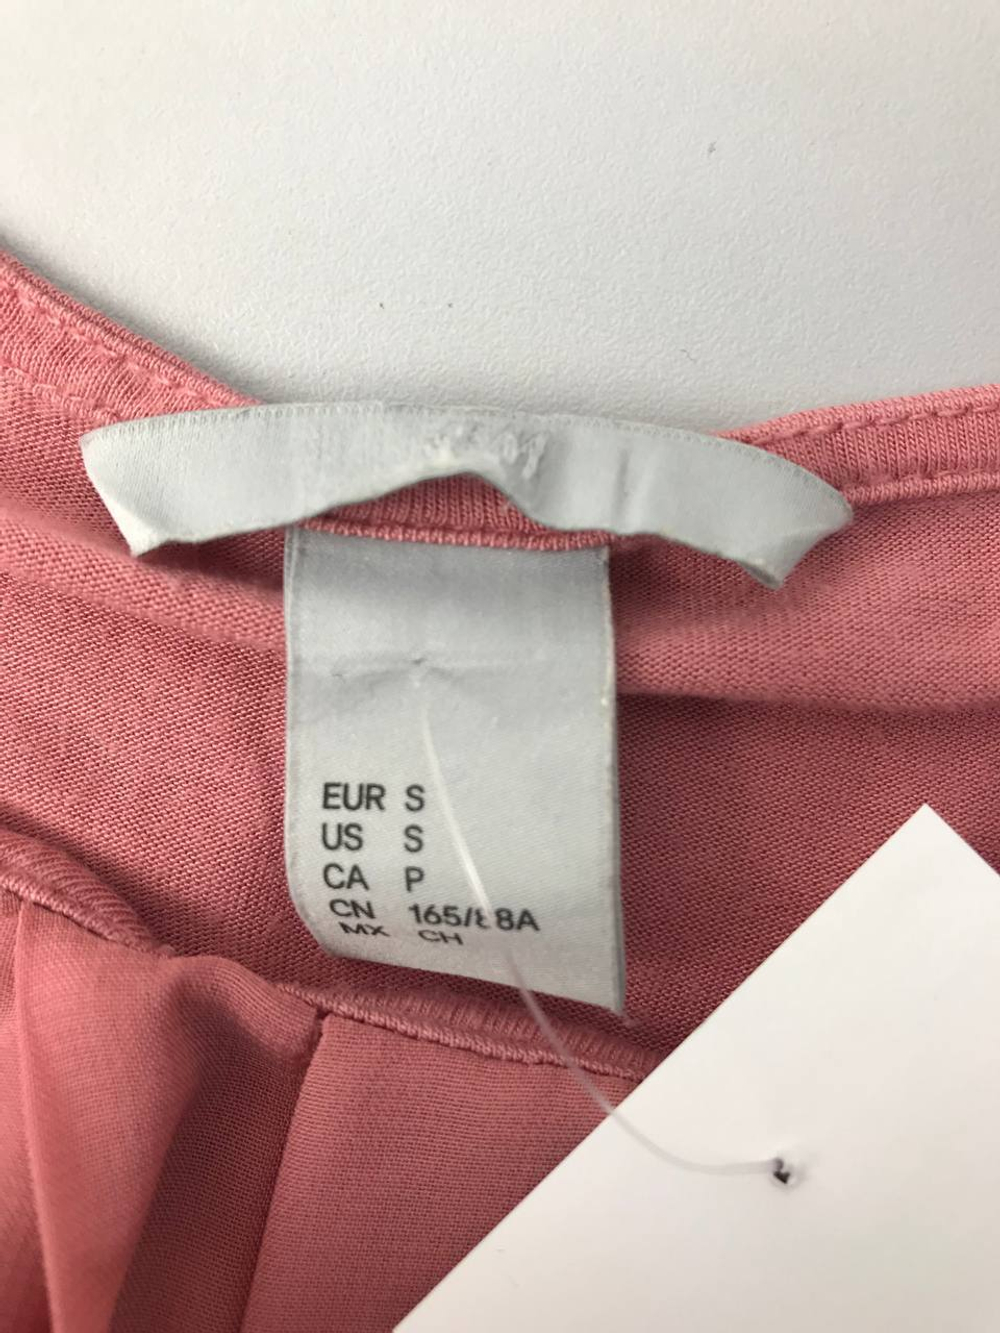 EUR S
US S
CA P
CN 165/88A
MX CH